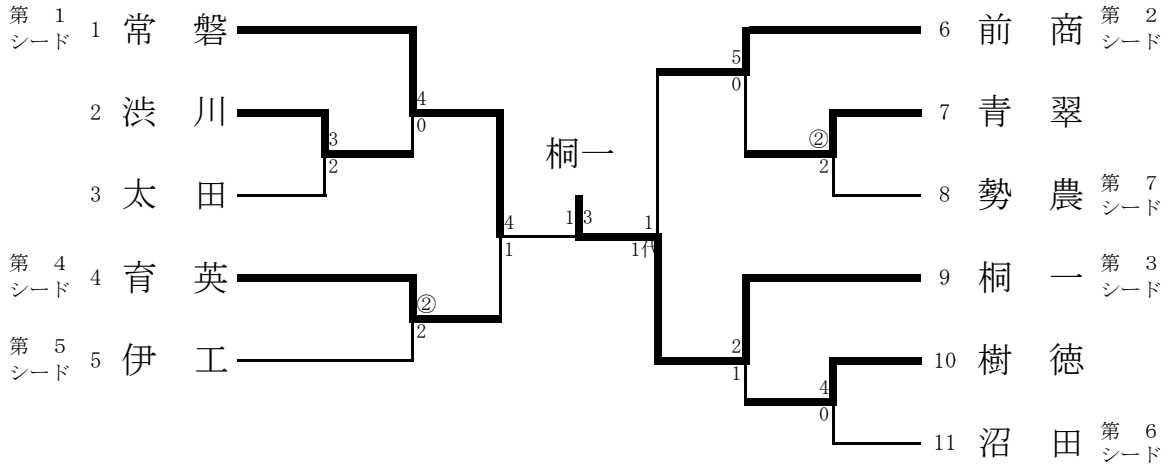 第 1
シード 1 常 磐
2 渋 川
3 太 田
第 4
シード 4 育 英
第 5
シード 5 伊 工
4
0
3
2
②
2
4
1
桐一
1 3
1
1代
5
0
②
2
2
1
4
0
6 前 商 第 2
シード
7 青 翠
8 勢 農 第 7
シード
9 桐 一 第 3
シード
10 樹 徳
11 沼 田 第 6
シード